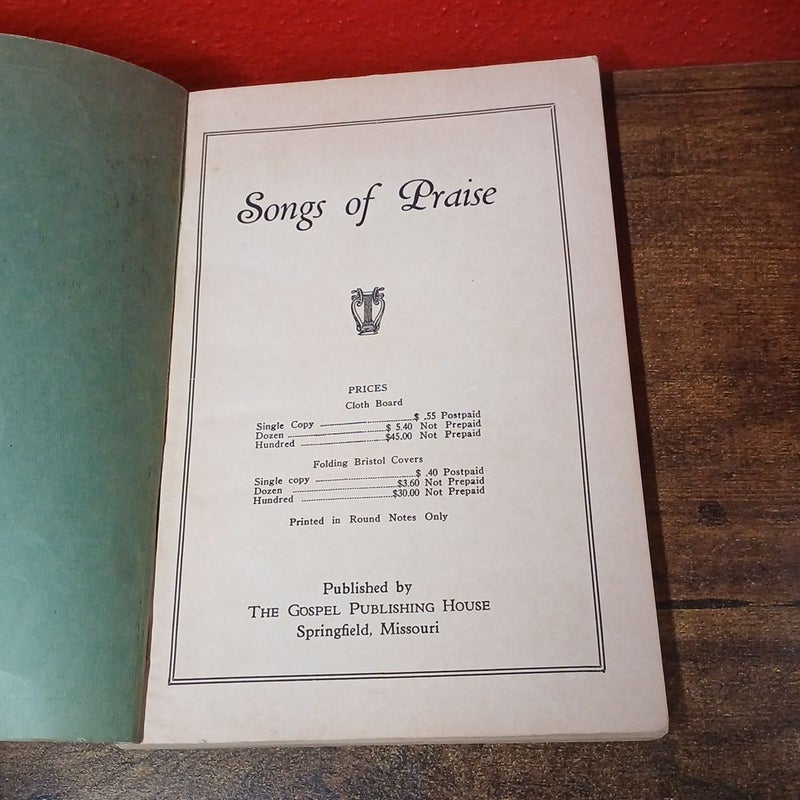 Songs of Praise
PRICES
Cloth Board
Single Copy ........ $ .55 Postpaid
Dozen ........ $ 5.40 Not Prepaid
Hundred ........ $45.00 Not Prepaid
Folding Bristol Covers
Single copy ........ $ .40 Postpaid
Dozen ........ $3.60 Not Prepaid
Hundred ........ $30.00 Not Prepaid
Printed in Round Notes Only
Published by
THE GOSPEL PUBLISHING HOUSE
Springfield, Missouri